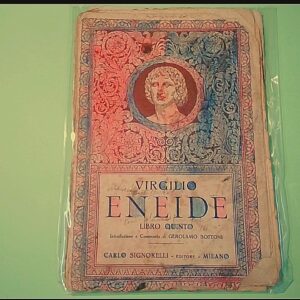 VIRGILIO
ENEIDE
LIBRO QUINTO
Introduzione e Commento di GEROLAMO BOTTONI
CARLO SIGNORELLI - EDITORE - MILANO